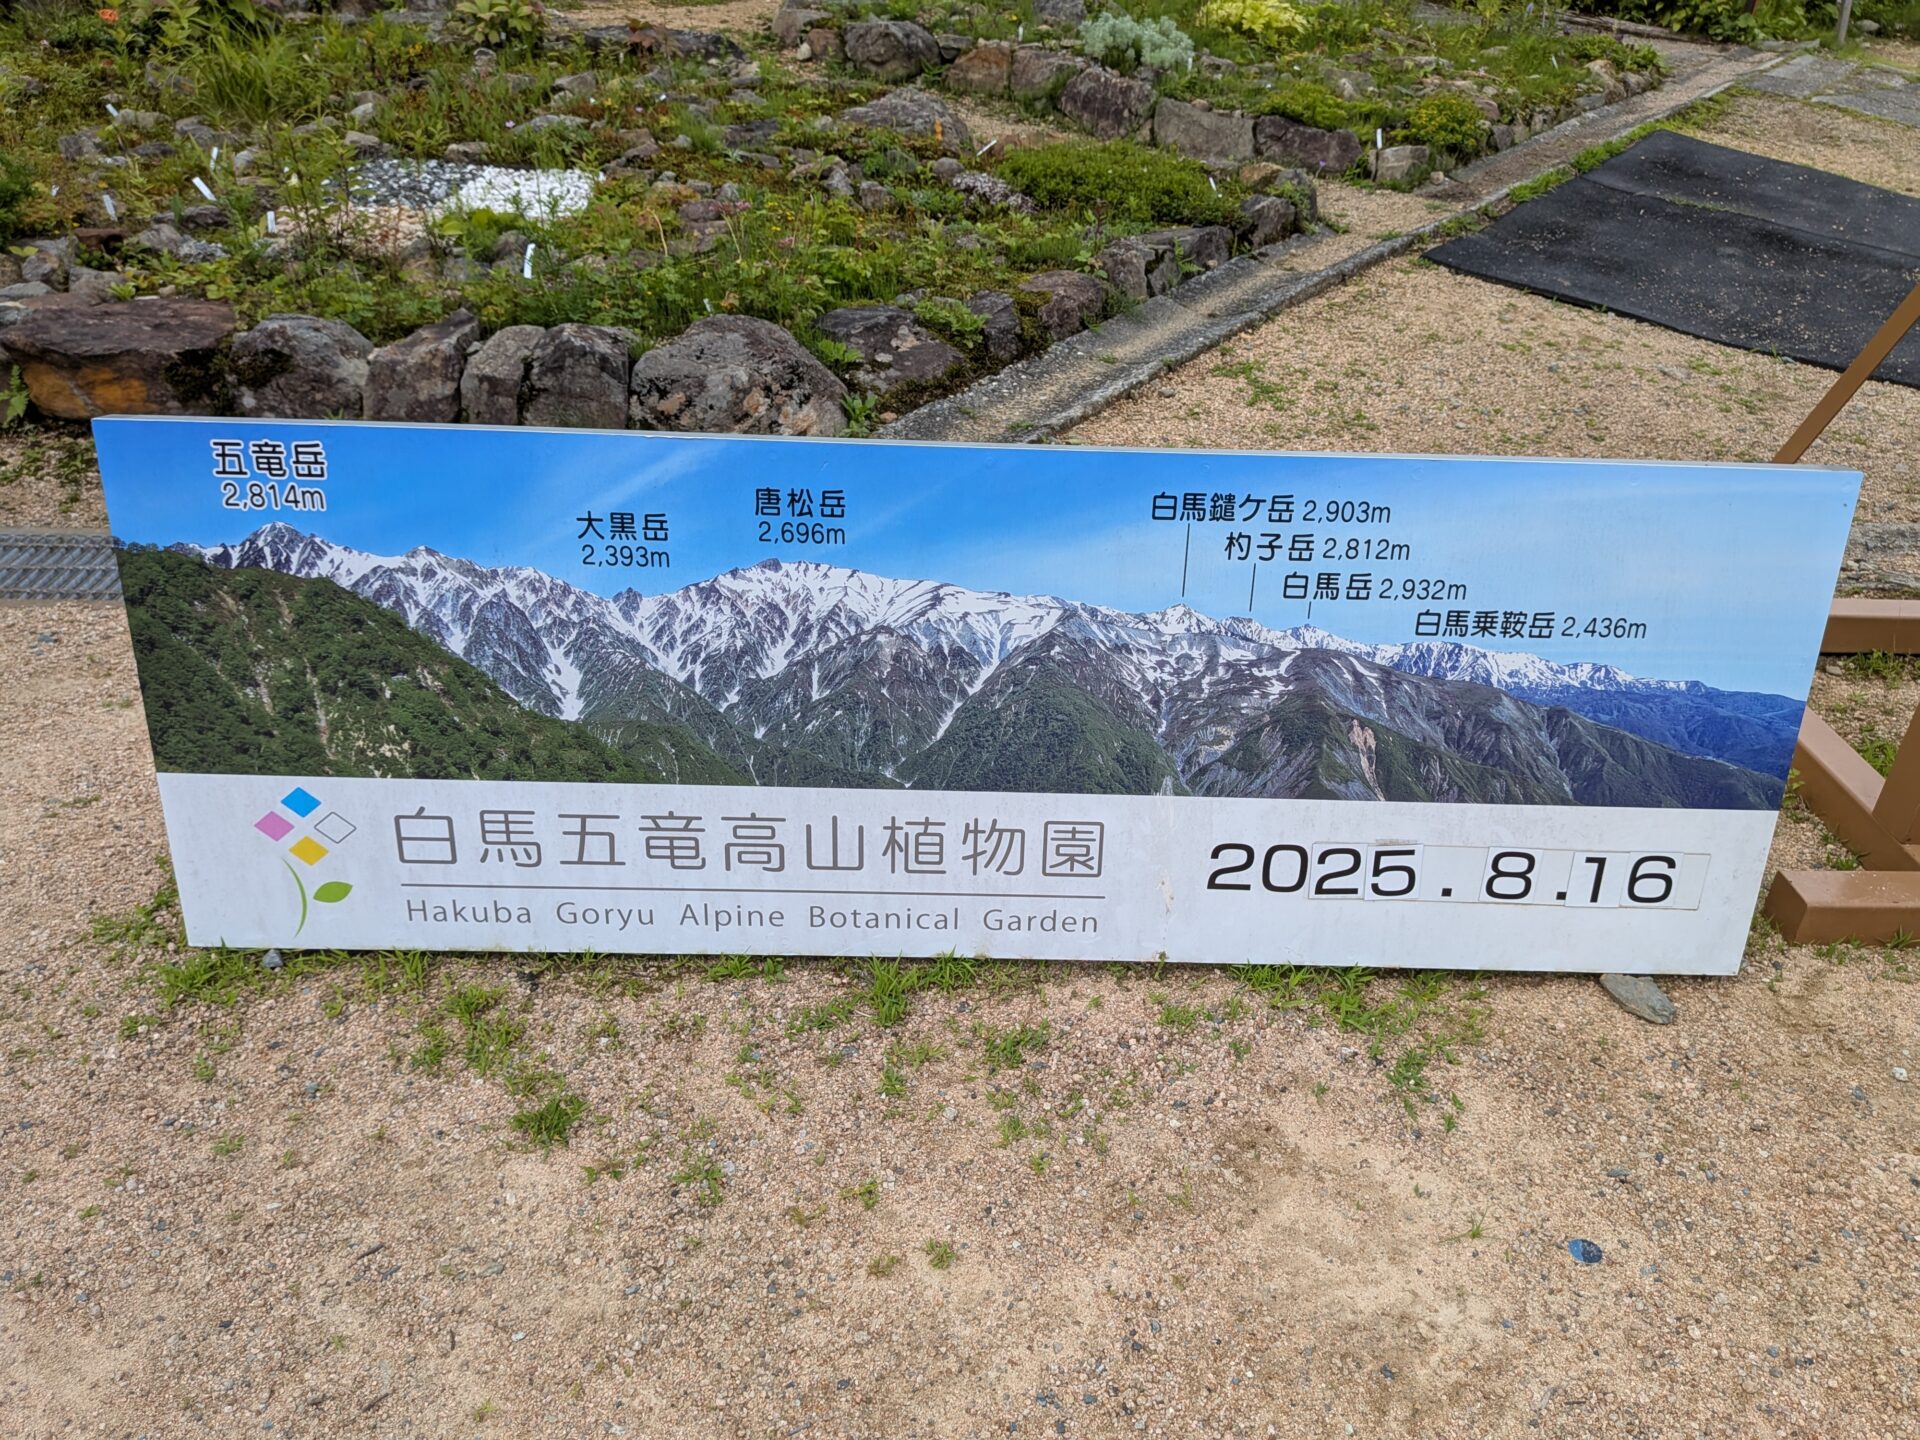 五竜岳
2,814m
大黒岳
2,393m
唐松岳
2,696m
白馬鑓ケ岳 2,903m
杓子岳 2,812m
白馬岳 2,932m
白馬乗鞍岳 2,436m
白馬五竜高山植物園
Hakuba Goryu Alpine Botanical Garden
2025.8.16